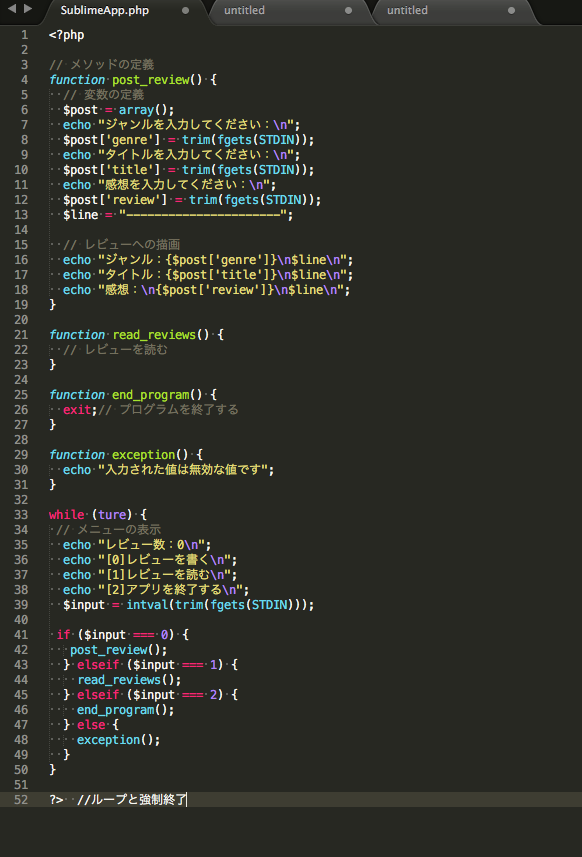 SublimeApp.php
untitled
untitled
1 <?php
2
3 // メソッドの定義
4 function post_review() {
5   // 変数の定義
6   $post = array();
7   echo "ジャンルを入力してください：\n";
8   $post['genre'] = trim(fgets(STDIN));
9   echo "タイトルを入力してください：\n";
10   $post['title'] = trim(fgets(STDIN));
11   echo "感想を入力してください：\n";
12   $post['review'] = trim(fgets(STDIN));
13   $line = "----------------------";
14
15   // レビューへの描画
16   echo "ジャンル：{$post['genre']}\n$line\n";
17   echo "タイトル：{$post['title']}\n$line\n";
18   echo "感想：\n{$post['review']}\n$line\n";
19 }
20
21 function read_reviews() {
22   // レビューを読む
23 }
24
25 function end_program() {
26   exit;// プログラムを終了する
27 }
28
29 function exception() {
30   echo "入力された値は無効な値です";
31 }
32
33 while (ture) {
34  // メニューの表示
35   echo "レビュー数：0\n";
36   echo "[0]レビューを書く\n";
37   echo "[1]レビューを読む\n";
38   echo "[2]アプリを終了する\n";
39   $input = intval(trim(fgets(STDIN)));
40
41  if ($input === 0) {
42    post_review();
43   } elseif ($input === 1) {
44     read_reviews();
45   } elseif ($input === 2) {
46     end_program();
47   } else {
48     exception();
49   }
50 }
51
52 ?>  //ループと強制終了